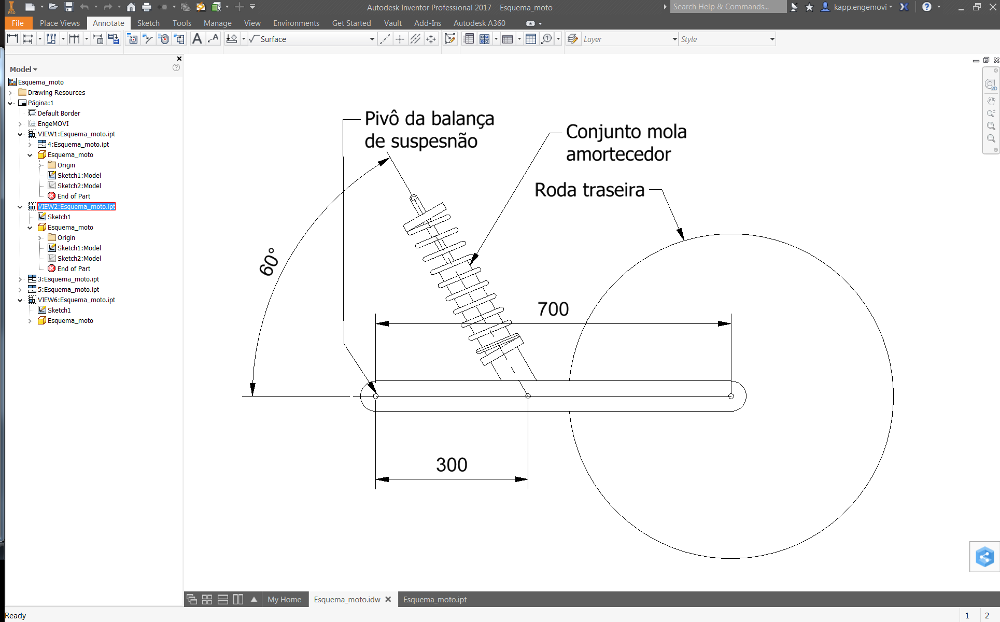 PRO
Autodesk Inventor Professional 2017 Esquema_moto
Search Help & Commands...
kapp.engemovi
File Place Views Annotate Sketch Tools Manage View Environments Get Started Vault Add-Ins Autodesk A360
Surface
Layer
Style
Model
Esquema_moto
Drawing Resources
Página:1
Default Border
EngeMOVI
VIEW1:Esquema_moto.ipt
4:Esquema_moto.ipt
Esquema_moto
Origin
Sketch1:Model
Sketch2:Model
End of Part
VIEW2:Esquema_moto.ipt
Sketch1
Esquema_moto
Origin
Sketch1:Model
Sketch2:Model
End of Part
3:Esquema_moto.ipt
5:Esquema_moto.ipt
VIEW6:Esquema_moto.ipt
Sketch1
Esquema_moto
Pivô da balança
de suspesnão
Conjunto mola
amortecedor
Roda traseira
60°
700
300
2D
My Home
Esquema_moto.idw
Esquema_moto.ipt
Ready
1 2